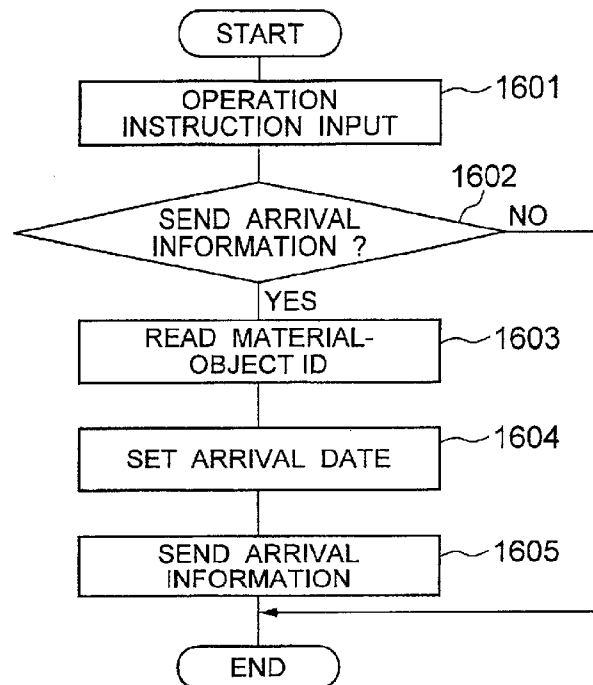 START
OPERATION
INSTRUCTION INPUT
1601
1602
SEND ARRIVAL
INFORMATION ?
NO
YES
READ MATERIAL-
OBJECT ID
1603
SET ARRIVAL DATE
1604
SEND ARRIVAL
INFORMATION
1605
END